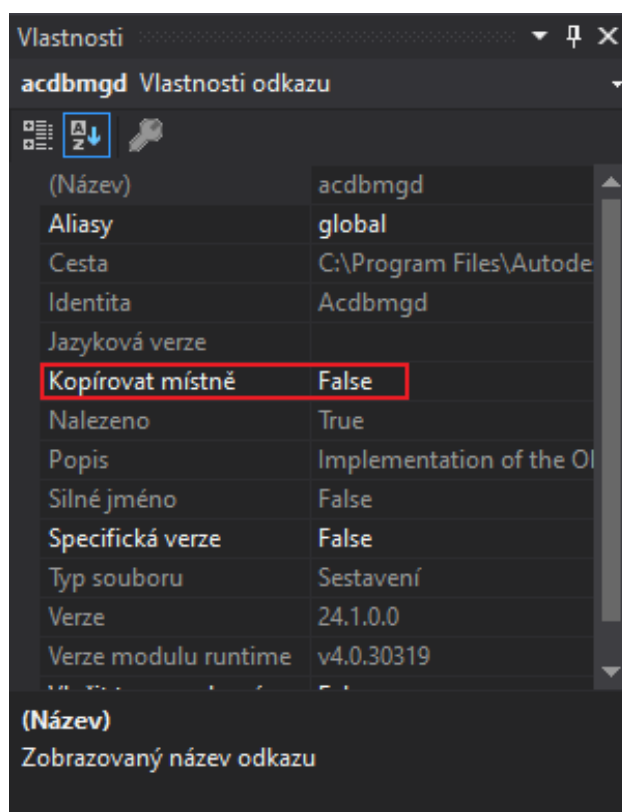 Vlastnosti
acdbmgd Vlastnosti odkazu
(Název) acdbmgd
Aliasy global
Cesta C:\Program Files\Autode
Identita Acdbmgd
Jazyková verze
Kopírovat místně False
Nalezeno True
Popis Implementation of the
Silné jméno False
Specifická verze False
Typ souboru Sestavení
Verze 24.1.0.0
Verze modulu runtime v4.0.30319
(Název)
Zobrazovaný název odkazu